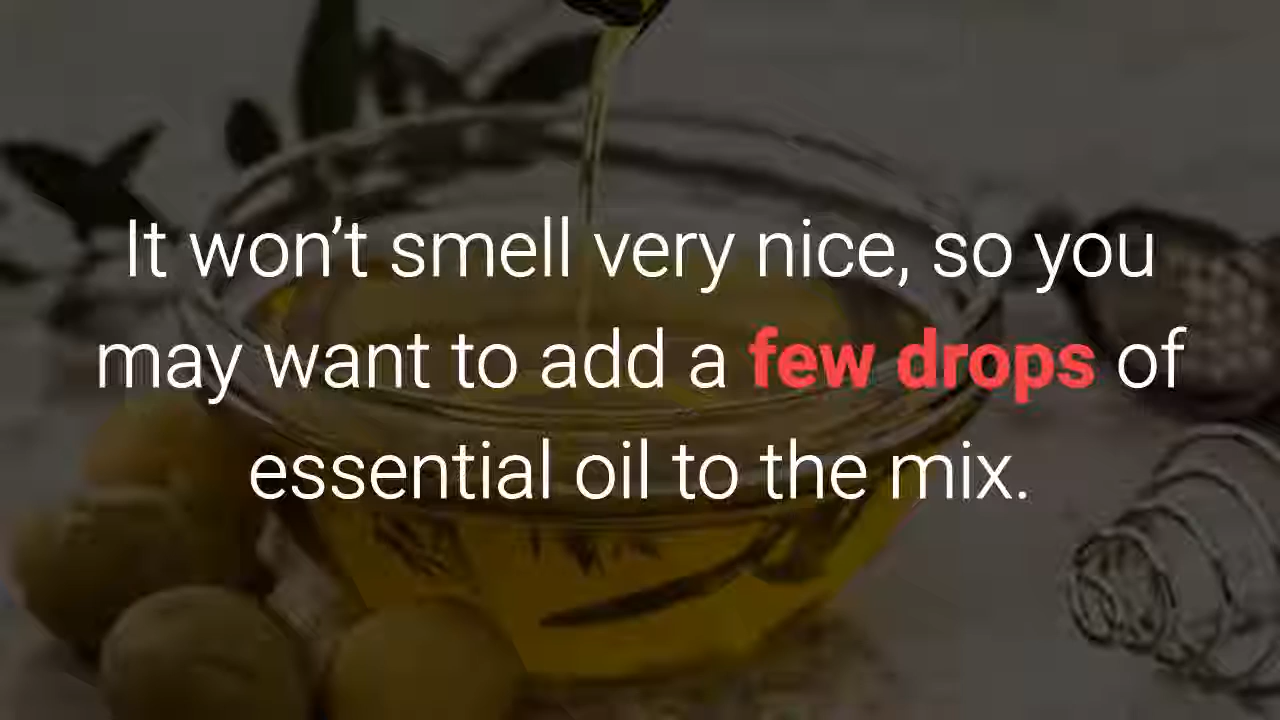 It won’t smell very nice, so you
may want to add a few drops of
essential oil to the mix.